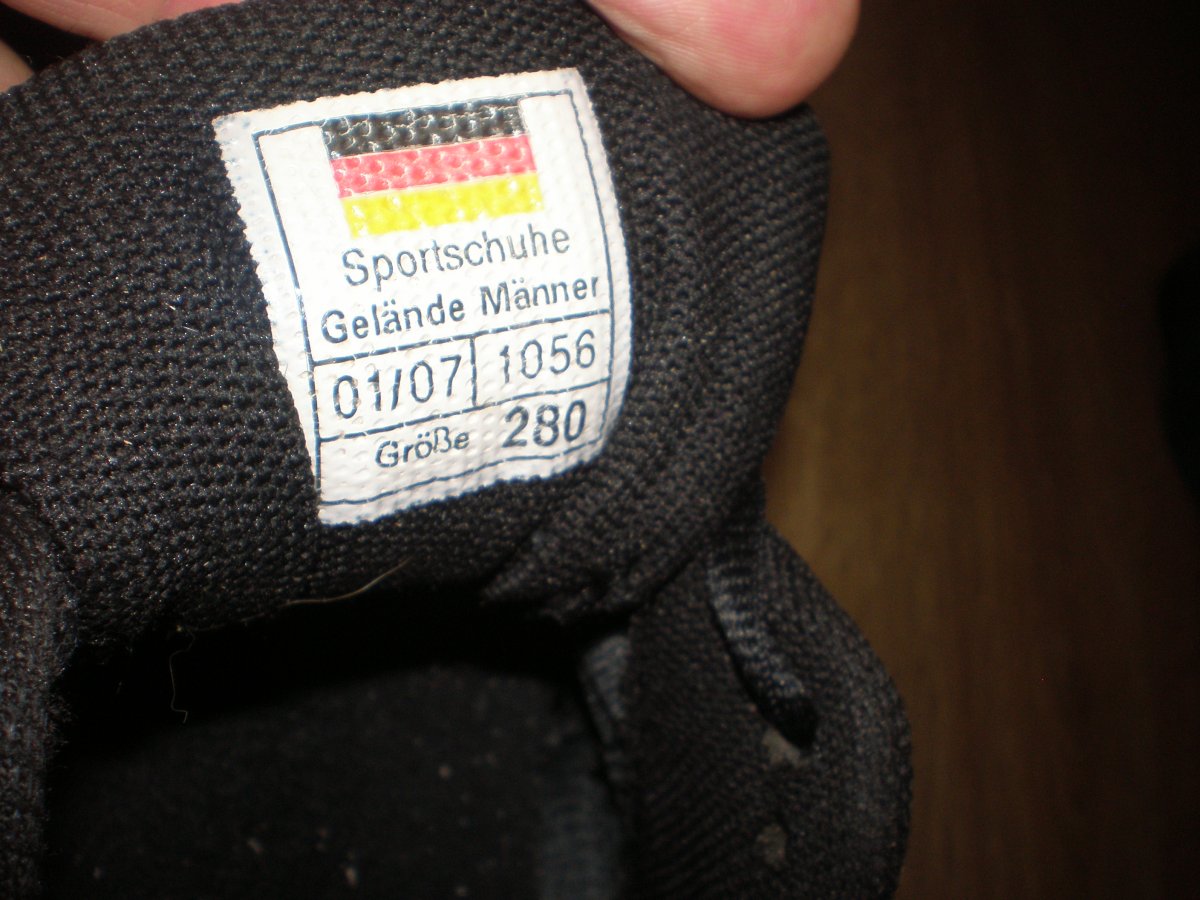 Sportschuhe
Gelände Männer
01/07 1056
Größe 280